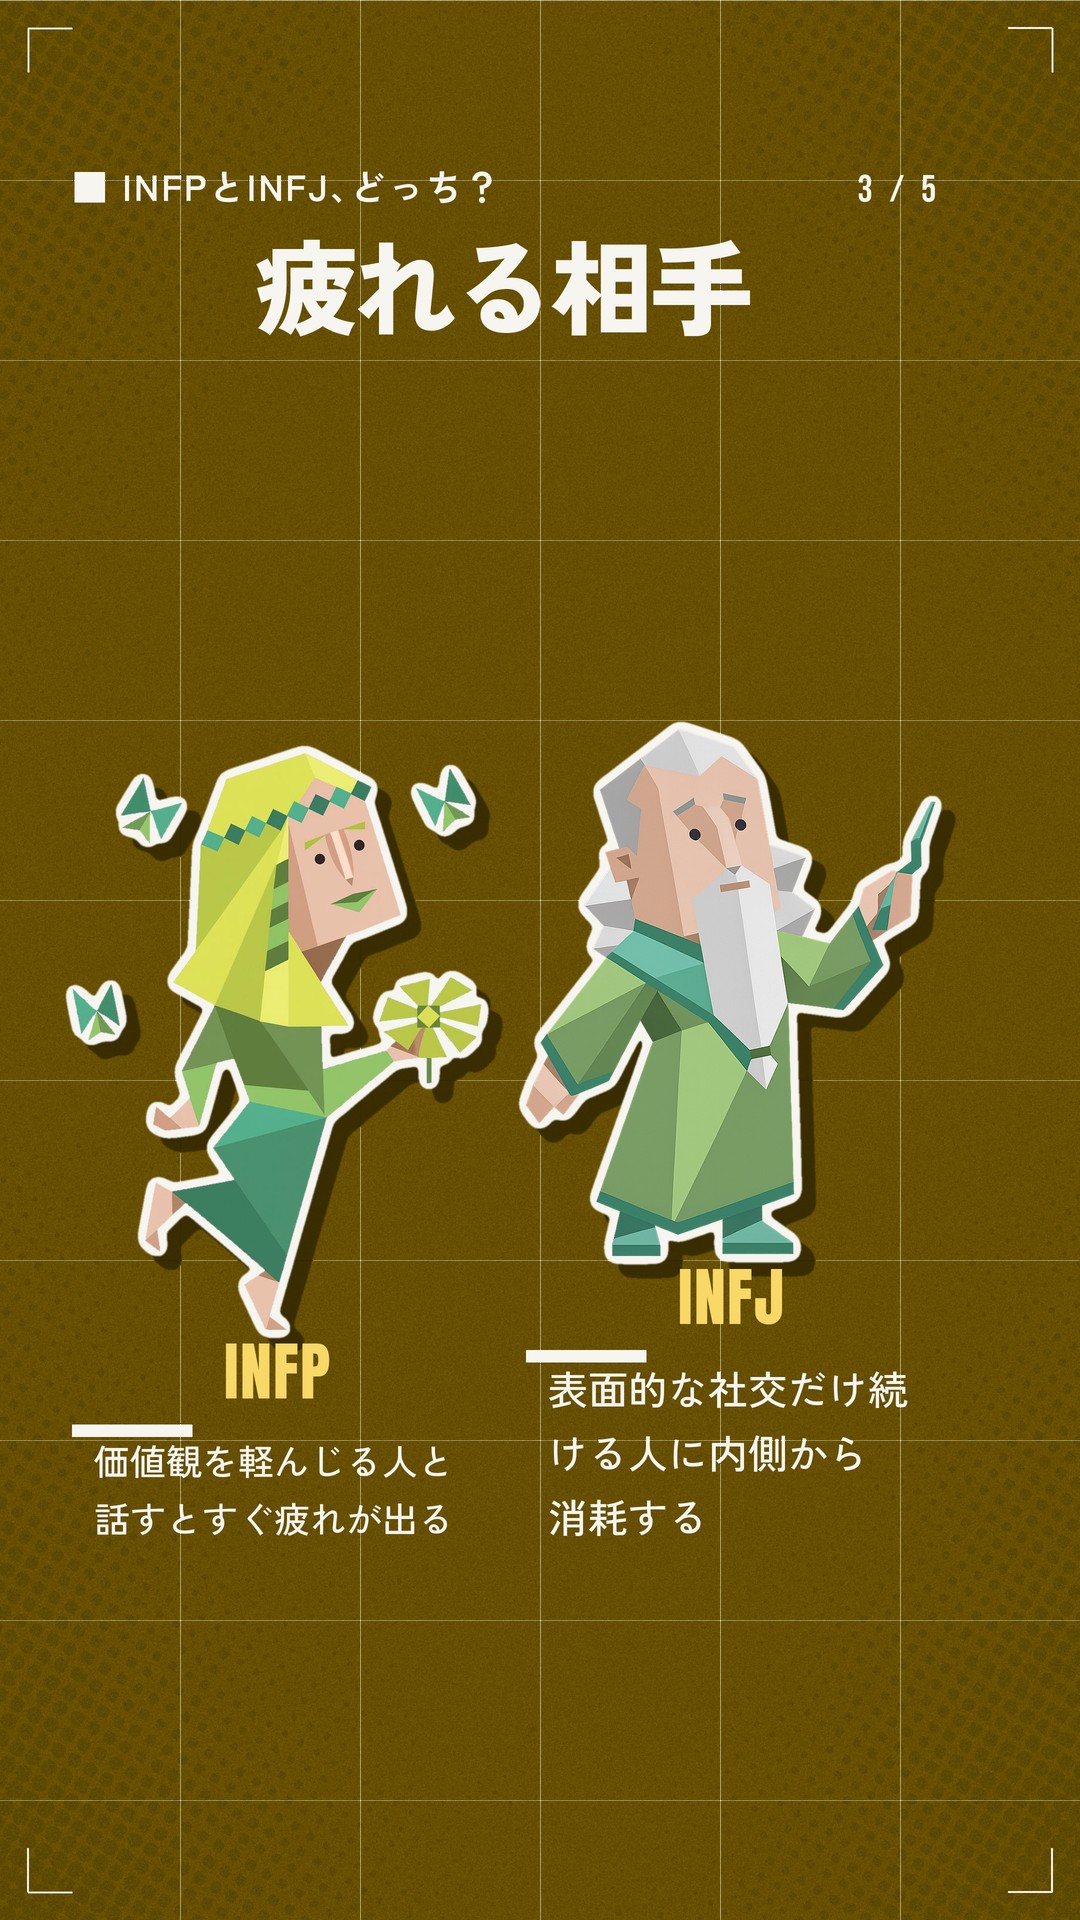 INFPとINFJ、どっち？
3 / 5
疲れる相手
INFP
価値観を軽んじる人と
話すとすぐ疲れが出る
INFJ
表面的な社交だけ続
ける人に内側から
消耗する